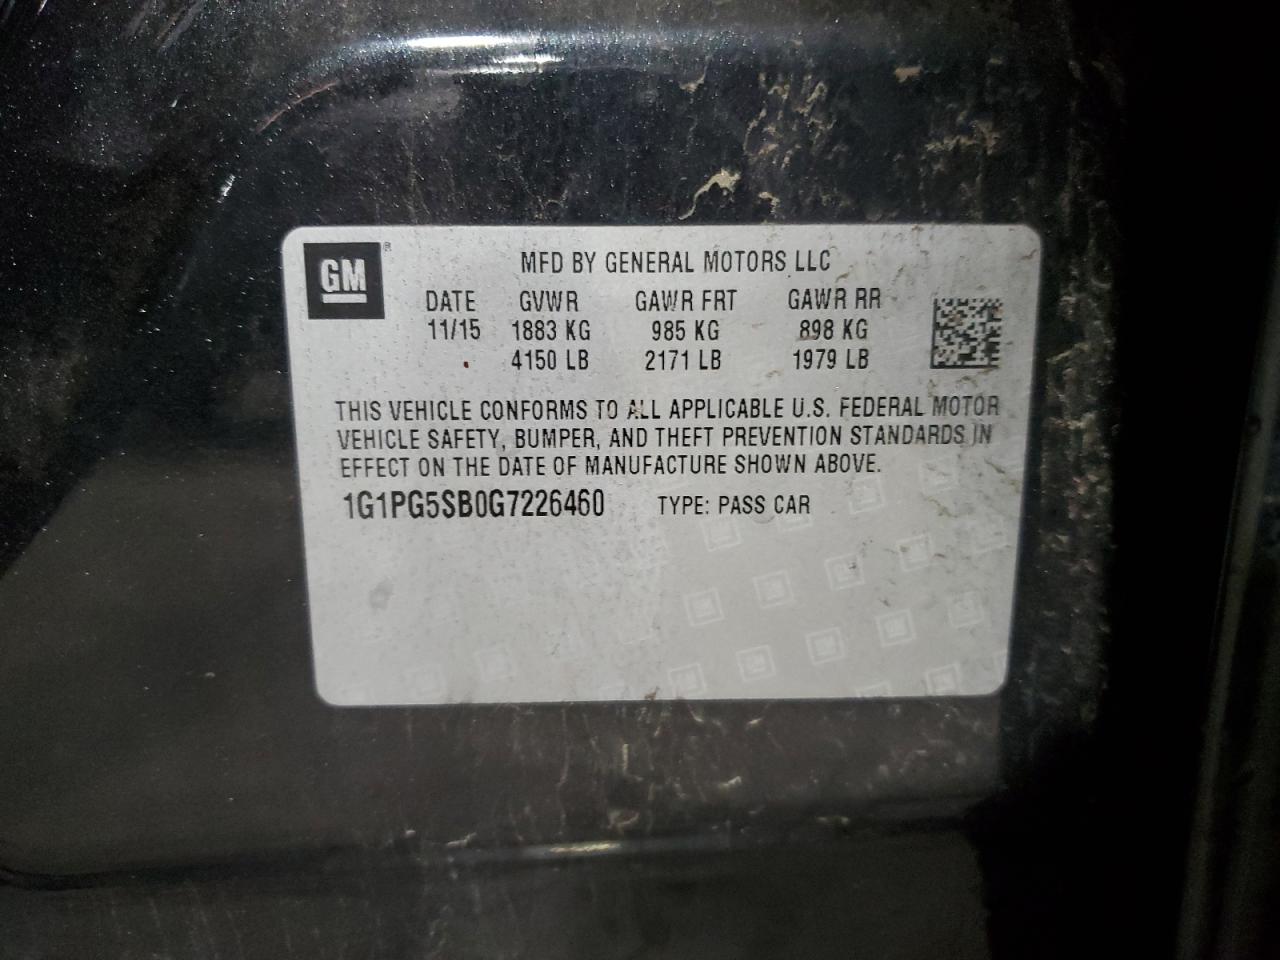 GM®
MFD BY GENERAL MOTORS LLC
DATE GVWR GAWR FRT GAWR RR
11/15 1883 KG 985 KG 898 KG
4150 LB 2171 LB 1979 LB
THIS VEHICLE CONFORMS TO ALL APPLICABLE U.S. FEDERAL MOTOR
VEHICLE SAFETY, BUMPER, AND THEFT PREVENTION STANDARDS IN
EFFECT ON THE DATE OF MANUFACTURE SHOWN ABOVE.
1G1PG5SB0G7226460 TYPE: PASS CAR